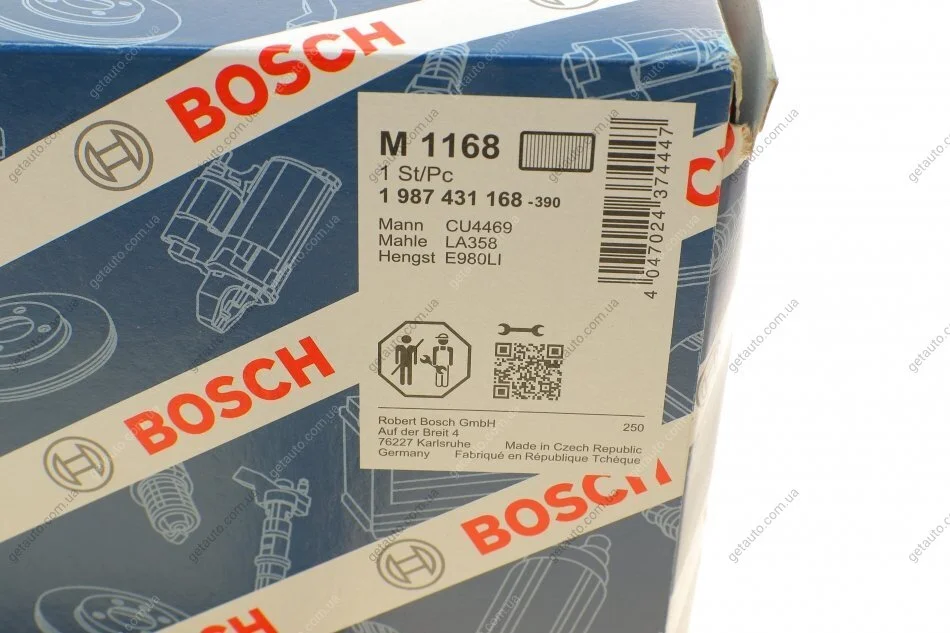 BOSCH
BOSCH
M 1168
1 St/Pc
1 987 431 168 -390
Mann CU4469
Mahle LA358
Hengst E980LI
4 047024 374447
Robert Bosch GmbH
Auf der Breit 4
76227 Karlsruhe
Germany
250
Made in Czech Republic
Fabriqué en République Tchèque
BOSCH
BOSCH
getauto.com.ua